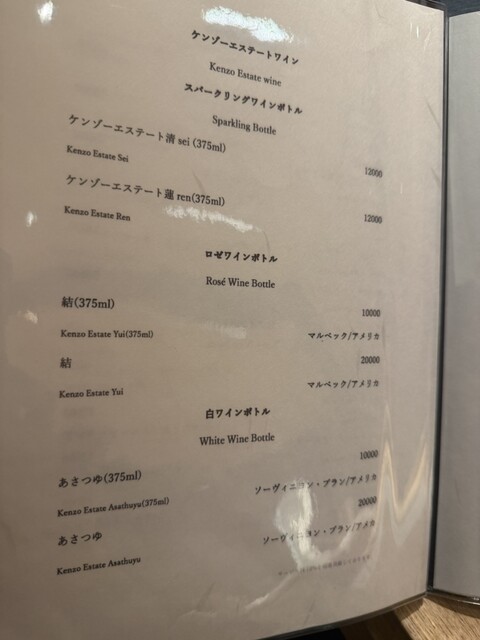 ケンゾーエステートワイン
Kenzo Estate wine
スパークリングワインボトル
Sparkling Bottle
ケンゾーエステート清 sei (375ml)
12000
Kenzo Estate Sei
ケンゾーエステート蓮 ren(375ml)
12000
Kenzo Estate Ren
ロゼワインボトル
Rosé Wine Bottle
結(375ml)
10000
Kenzo Estate Yui(375ml)
マルベック/アメリカ
結
20000
Kenzo Estate Yui
マルベック/アメリカ
白ワインボトル
White Wine Bottle
あさつゆ(375ml)
10000
Kenzo Estate Asathuyu(375ml)
ソーヴィニヨン・ブラン/アメリカ
あさつゆ
20000
Kenzo Estate Asathuyu
ソーヴィニヨン・ブラン/アメリカ